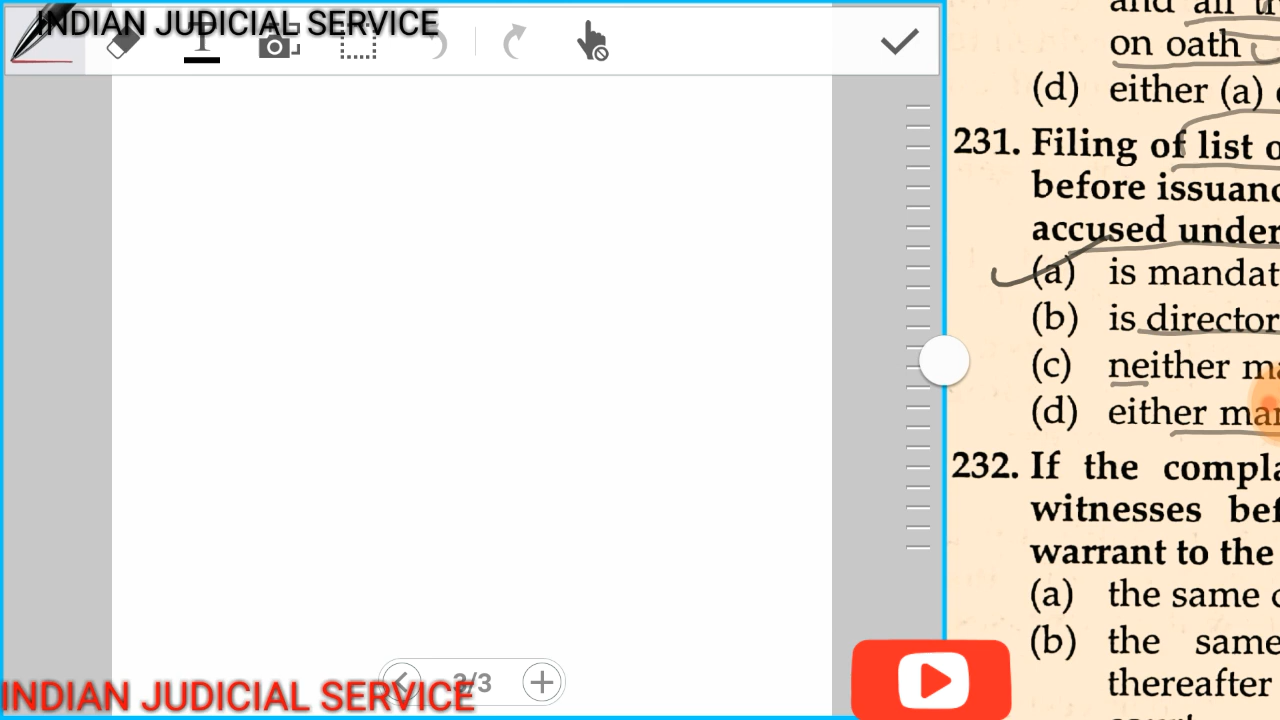 INDIAN JUDICIAL SERVICE
T
3/3
INDIAN JUDICIAL SERVICE
and all
on oath
(d) either (a)
231. Filing of list
before issuanc
accused under
(a) is mandat
(b) is director
(c) neither ma
(d) either man
232. If the compla
witnesses bef
warrant to the
(a) the same
(b) the same
thereafter